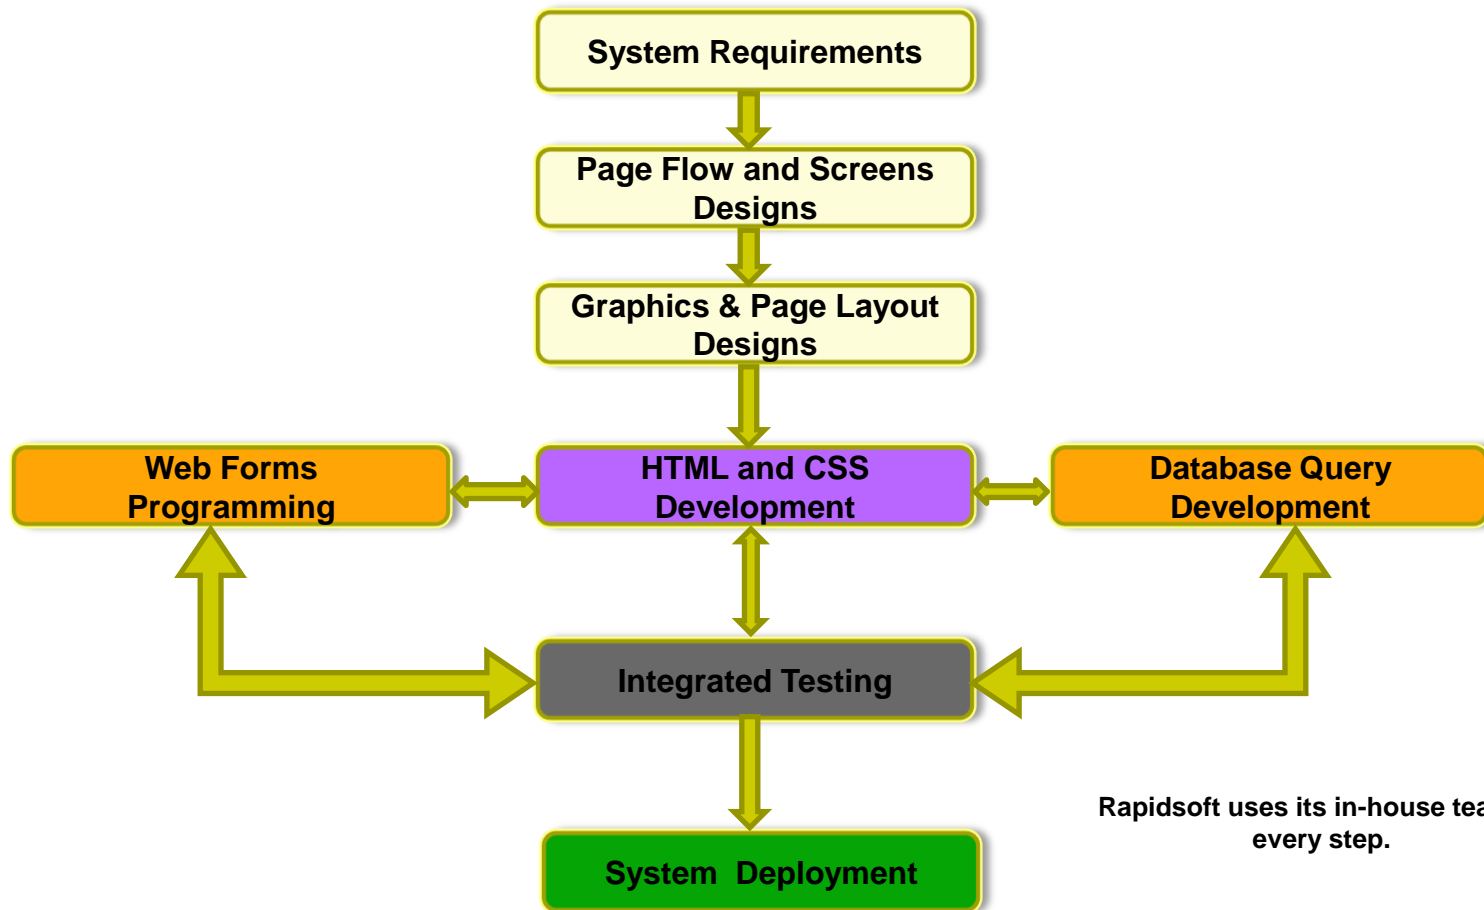 System Requirements
Page Flow and Screens
Designs
Graphics & Page Layout
Designs
Web Forms
Programming
HTML and CSS
Development
Database Query
Development
Integrated Testing
Rapidsoft uses its in-house
every step.
System Deployment